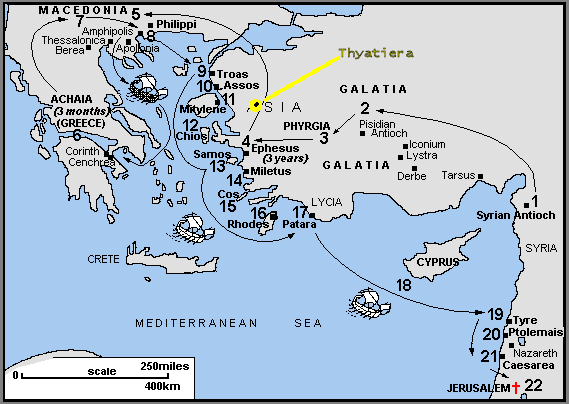 MACEDONIA 5
7
Philippi
Amphipolis 8
Thessalonica
Apollonia
Berea
Thyatiera
9 Troas
10 Assos
11
Mitylene
A S I A
GALATIA
2
ACHAIA
(3 months)
(GREECE)
6
12
Chios
PHYRGIA
3
Pisidian
Antioch
Iconium
Lystra
Derbe
GALATIA
Tarsus
Corinth
Cenchrea
4
Ephesus
(3 years)
Samos
13
14 Miletus
Cos
15
16
Rhodes
17
Patara
LYCIA
1
Syrian Antioch
SYRIA
CRETE
CYPRUS
18
MEDITERRANEAN SEA
19
Tyre
20 Ptolemais
Nazareth
21 Caesarea
JERUSALEM 22
250miles
0 scale
400km